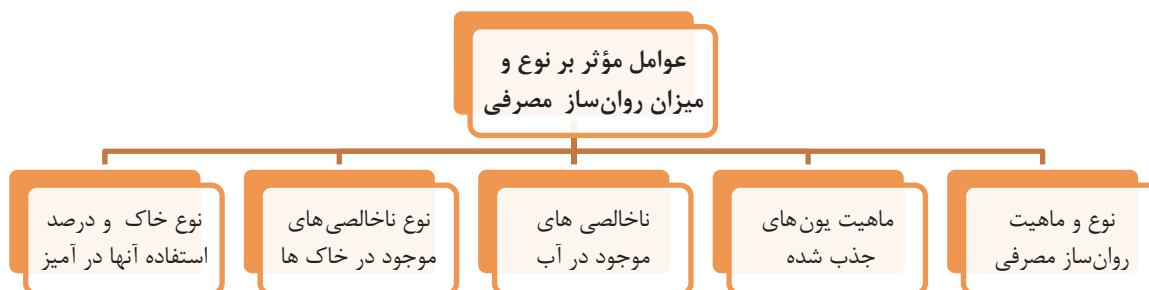 عوامل مؤثر بر نوع و
میزان روان‌ساز مصرفی
نوع و ماهیت
روان‌ساز مصرفی
ماهیت یون‌های
جذب شده
ناخالصی های
موجود در آب
نوع ناخالصی‌های
موجود در خاک ها
نوع خاک و درصد
استفاده آنها در آمیز